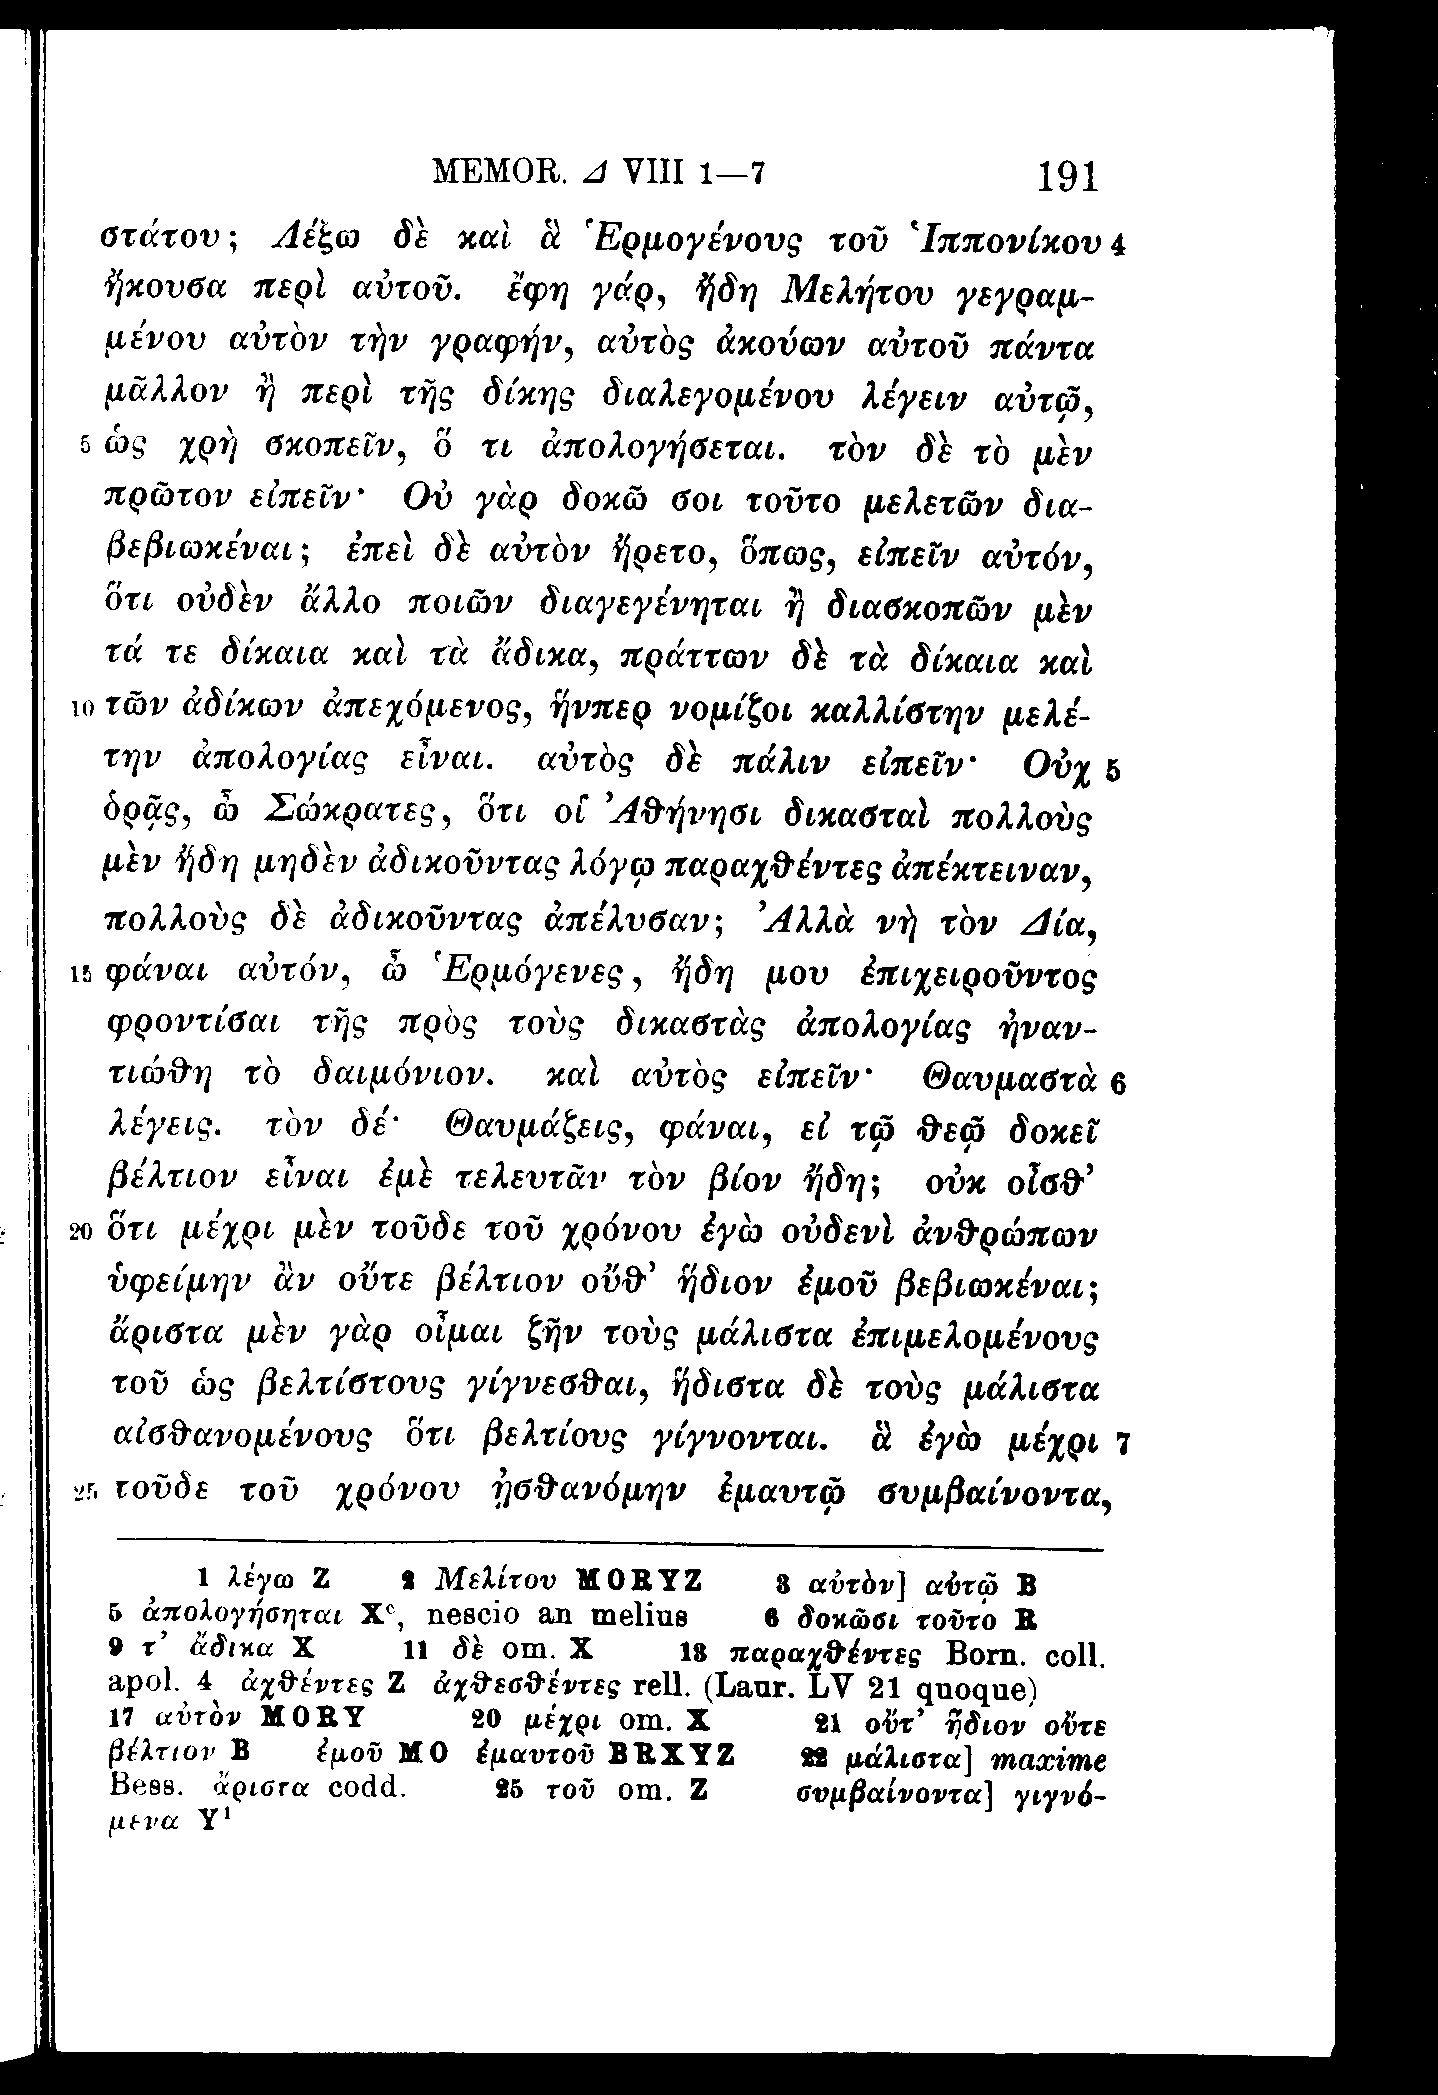 MEMOR. Δ VIII 1—7 191
στάτου; Λέξω δὲ καὶ ἃ Ἑρμογένους τοῦ Ἱππονίκου 4
ἤκουσα περὶ αὐτοῦ. ἔφη γάρ, ἤδη Μελήτου γεγραμ-
μένου αὐτὸν τὴν γραφήν, αὐτὸς ἀκούων αὐτοῦ πάντα
μᾶλλον ἢ περὶ τῆς δίκης διαλεγομένου λέγειν αὐτῷ,
5 ὡς χρὴ σκοπεῖν, ὅ τι ἀπολογήσεται. τὸν δὲ τὸ μὲν
πρῶτον εἰπεῖν· Οὐ γὰρ δοκῶ σοι τοῦτο μελετῶν δια-
βεβιωκέναι; ἐπεὶ δὲ αὐτὸν ἤρετο, ὅπως, εἰπεῖν αὐτόν,
ὅτι οὐδὲν ἄλλο ποιῶν διαγεγένηται ἢ διασκοπῶν μὲν
τά τε δίκαια καὶ τὰ ἄδικα, πράττων δὲ τὰ δίκαια καὶ
10 τῶν ἀδίκων ἀπεχόμενος, ἥνπερ νομίζοι καλλίστην μελέ-
την ἀπολογίας εἶναι. αὐτὸς δὲ πάλιν εἰπεῖν· Οὐχ 5
ὁρᾷς, ὦ Σώκρατες, ὅτι οἱ Ἀθήνησι δικασταὶ πολλοὺς
μὲν ἤδη μηδὲν ἀδικοῦντας λόγῳ παραχθέντες ἀπέκτειναν,
πολλοὺς δὲ ἀδικοῦντας ἀπέλυσαν; Ἀλλὰ νὴ τὸν Δία,
15 φάναι αὐτόν, ὦ Ἑρμόγενες, ἤδη μου ἐπιχειροῦντος
φροντίσαι τῆς πρὸς τοὺς δικαστὰς ἀπολογίας ἠναν-
τιώθη τὸ δαιμόνιον. καὶ αὐτὸς εἰπεῖν· Θαυμαστὰ 6
λέγεις. τὸν δέ· Θαυμάζεις, φάναι, εἰ τῷ θεῷ δοκεῖ
βέλτιον εἶναι ἐμὲ τελευτᾶν τὸν βίον ἤδη; οὐκ οἶσθ’
20 ὅτι μέχρι μὲν τοῦδε τοῦ χρόνου ἐγὼ οὐδενὶ ἀνθρώπων
ὑφείμην ἂν οὔτε βέλτιον οὔθ’ ἥδιον ἐμοῦ βεβιωκέναι;
ἄριστα μὲν γὰρ οἶμαι ζῆν τοὺς μάλιστα ἐπιμελομένους
τοῦ ὡς βελτίστους γίγνεσθαι, ἥδιστα δὲ τοὺς μάλιστα
αἰσθανομένους ὅτι βελτίους γίγνονται. ἃ ἐγὼ μέχρι 7
25 τοῦδε τοῦ χρόνου ᾐσθανόμην ἐμαυτῷ συμβαίνοντα,
1 λέγω Z 2 Μελίτου MORYZ 3 αὐτὸν] αὐτῷ B
5 ἀπολογήσηται Xᶜ, nescio an melius 6 δοκῶσι τοῦτο R
9 τ’ ἄδικα X 11 δὲ om. X 13 παραχθέντες Born. coll.
apol. 4 ἀχθέντες Z ἀχθεσθέντες rell. (Laur. LV 21 quoque)
17 αὐτὸν MORY 20 μέχρι om. X 21 οὔτ’ ἥδιον οὔτε
βέλτιον B ἐμοῦ MO ἐμαυτοῦ BRXYZ 22 μάλιστα] maxime
Bess. ἄριστα codd. 25 τοῦ om. Z συμβαίνοντα] γιγνό-
μενα Y¹